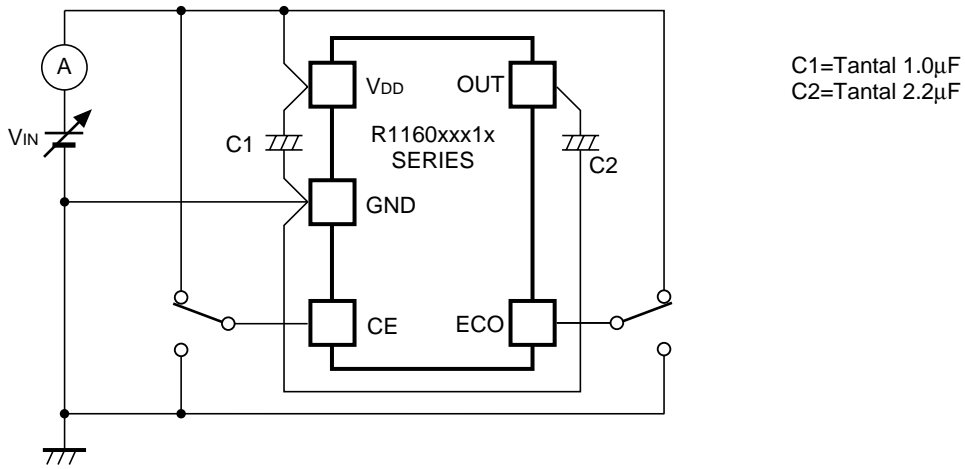 A
VIN
C1
VDD
OUT
R1160xxx1x
SERIES
C2
GND
CE
ECO
C1=Tantal 1.0μF
C2=Tantal 2.2μF